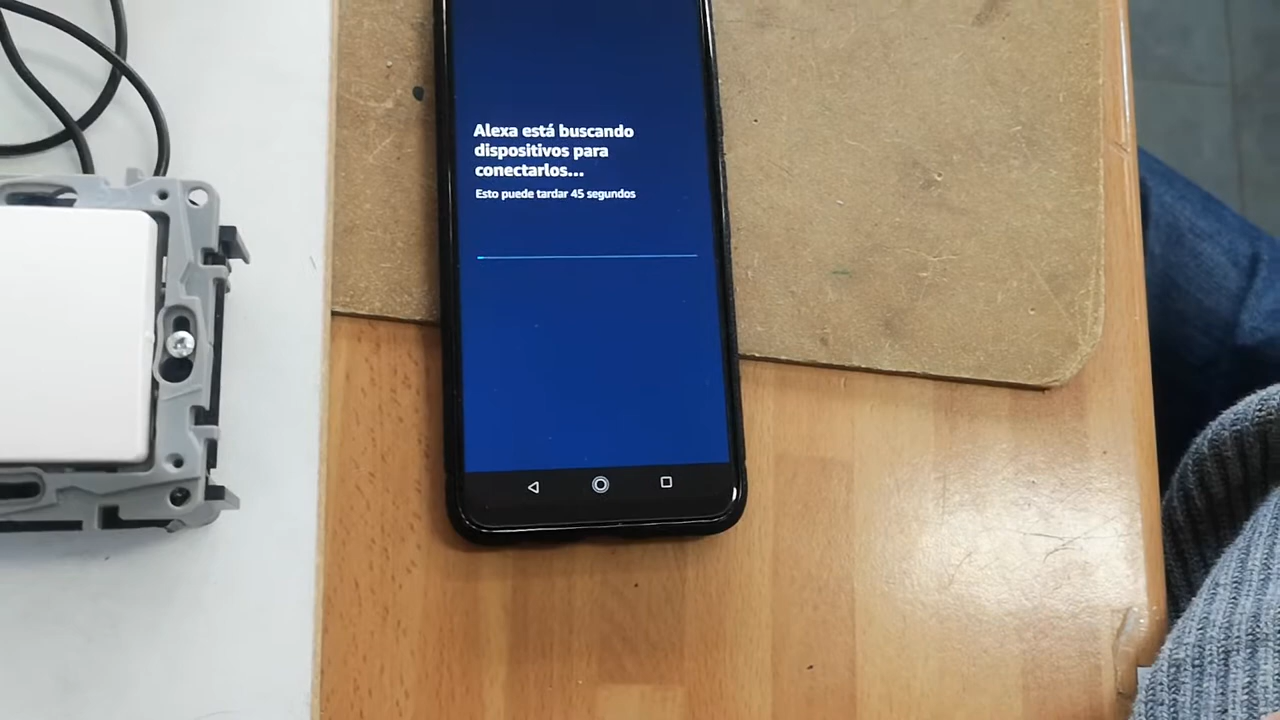 Alexa está buscando
dispositivos para
conectarlos...
Esto puede tardar 45 segundos